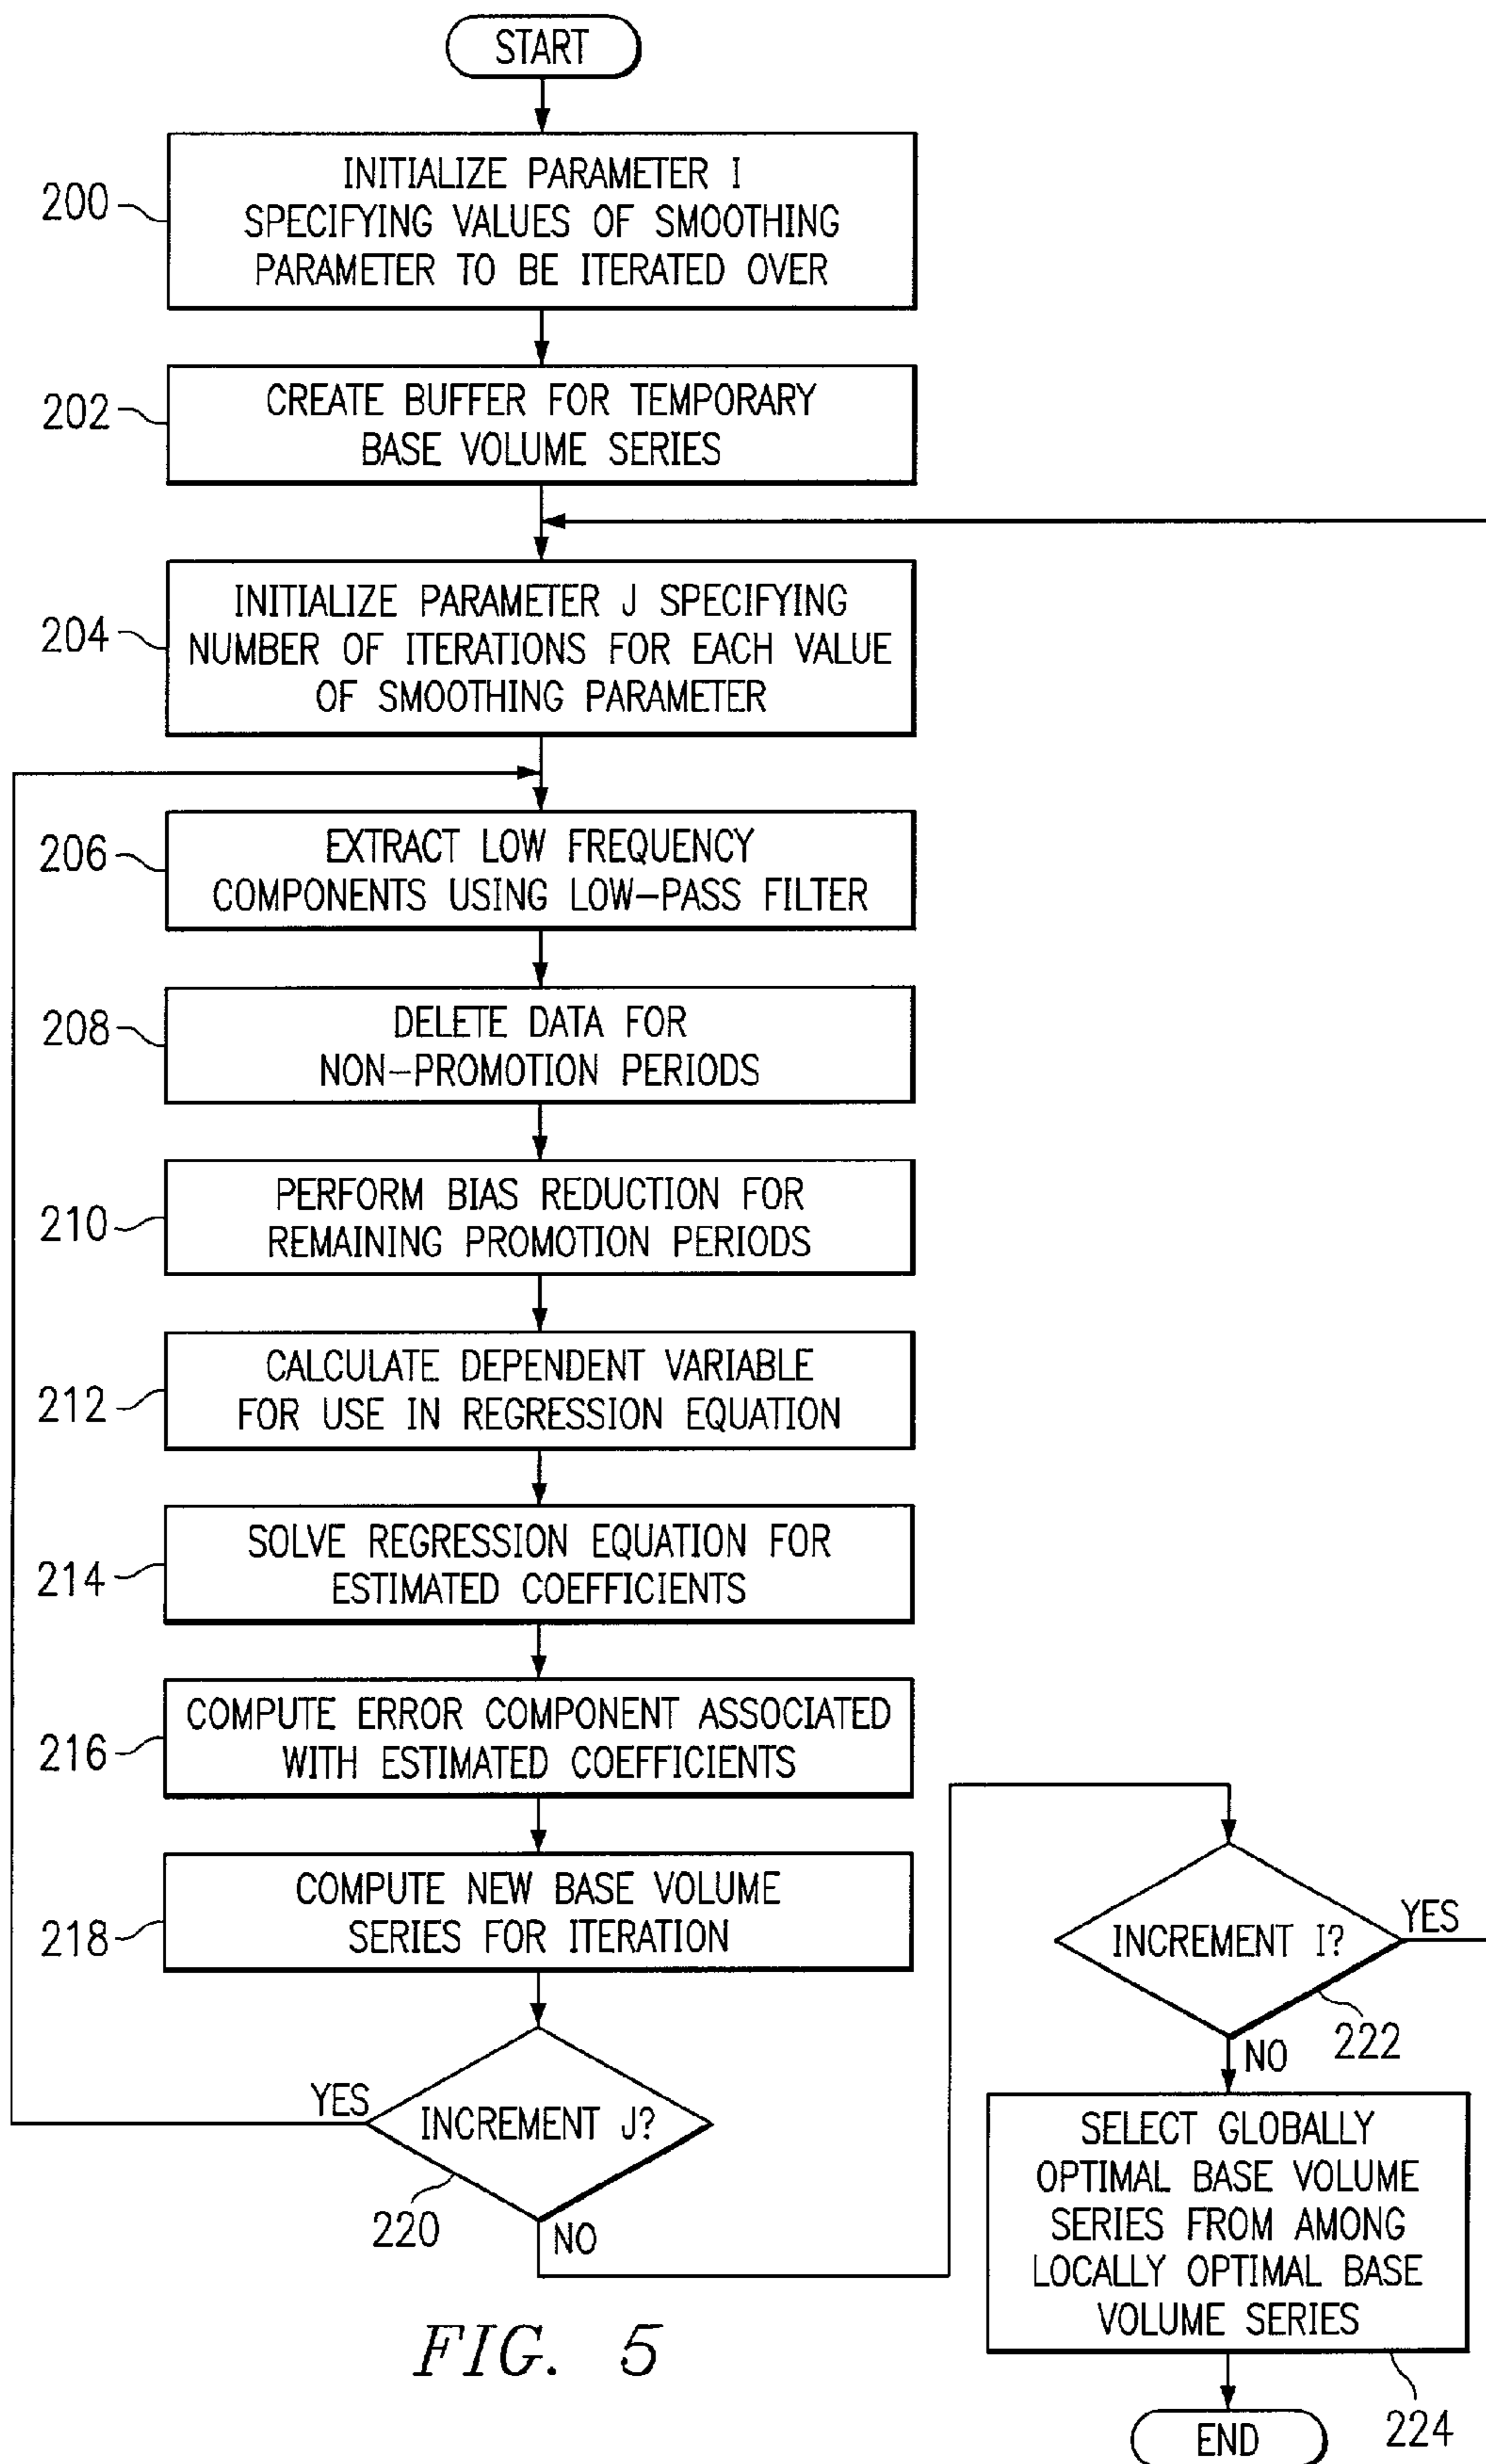 START
200
INITIALIZE PARAMETER I
SPECIFYING VALUES OF SMOOTHING
PARAMETER TO BE ITERATED OVER
202
CREATE BUFFER FOR TEMPORARY
BASE VOLUME SERIES
204
INITIALIZE PARAMETER J SPECIFYING
NUMBER OF ITERATIONS FOR EACH VALUE
OF SMOOTHING PARAMETER
206
EXTRACT LOW FREQUENCY
COMPONENTS USING LOW-PASS FILTER
208
DELETE DATA FOR
NON-PROMOTION PERIODS
210
PERFORM BIAS REDUCTION FOR
REMAINING PROMOTION PERIODS
212
CALCULATE DEPENDENT VARIABLE
FOR USE IN REGRESSION EQUATION
214
SOLVE REGRESSION EQUATION FOR
ESTIMATED COEFFICIENTS
216
COMPUTE ERROR COMPONENT ASSOCIATED
WITH ESTIMATED COEFFICIENTS
218
COMPUTE NEW BASE VOLUME
SERIES FOR ITERATION
YES
INCREMENT J?
220
NO
INCREMENT I?
YES
222
NO
SELECT GLOBALLY
OPTIMAL BASE VOLUME
SERIES FROM AMONG
LOCALLY OPTIMAL BASE
VOLUME SERIES
224
END
FIG. 5